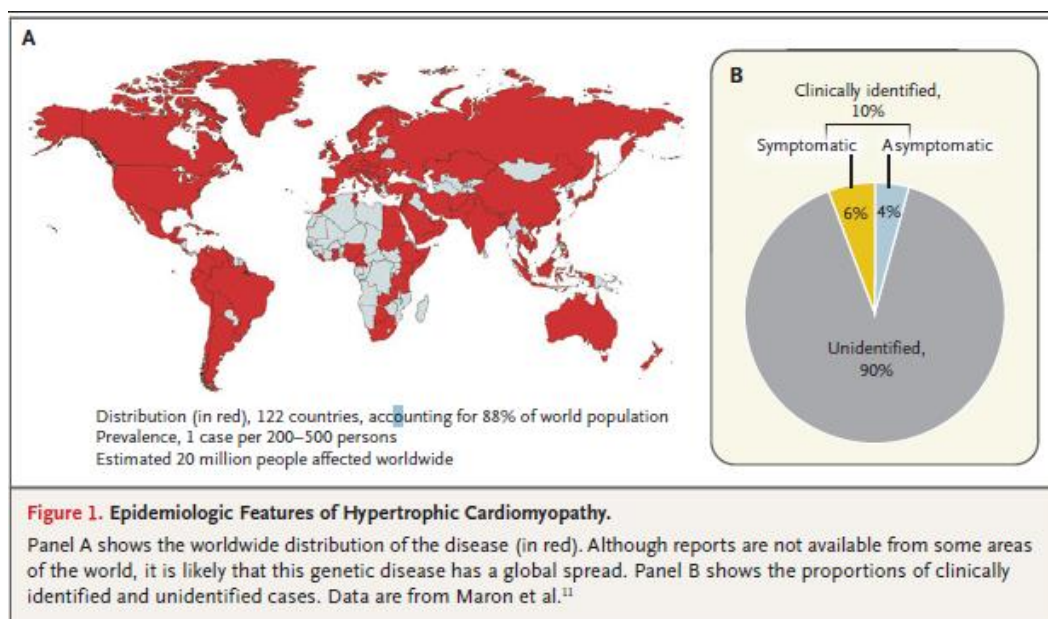 A
Distribution (in red), 122 countries, accounting for 88% of world population
Prevalence, 1 case per 200–500 persons
Estimated 20 million people affected worldwide
B
Clinically identified,
10%
Symptomatic
Asymptomatic
6%
4%
Unidentified,
90%
Figure 1. Epidemiologic Features of Hypertrophic Cardiomyopathy.
Panel A shows the worldwide distribution of the disease (in red). Although reports are not available from some areas
of the world, it is likely that this genetic disease has a global spread. Panel B shows the proportions of clinically
identified and unidentified cases. Data are from Maron et al.¹¹